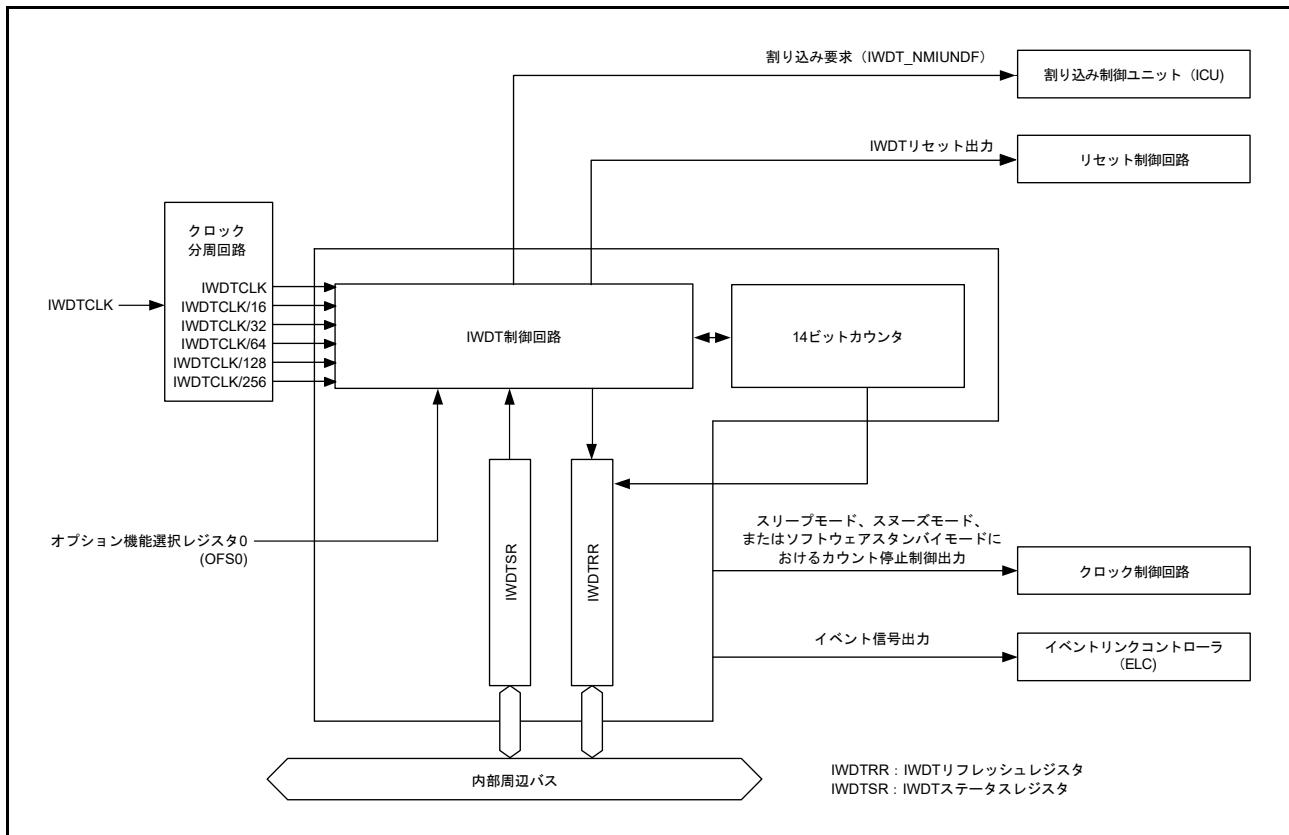 割り込み要求（IWDT_NMIUNDF）
割り込み制御ユニット（ICU)
IWDTリセット出力
リセット制御回路
クロック
分周回路
IWDTCLK
IWDTCLK
IWDTCLK/16
IWDTCLK/32
IWDTCLK/64
IWDTCLK/128
IWDTCLK/256
IWDT制御回路
14ビットカウンタ
オプション機能選択レジスタ0
(OFS0)
IWDTSR
IWDTRR
スリープモード、スヌーズモード、
またはソフトウェアスタンバイモードに
おけるカウント停止制御出力
クロック制御回路
イベント信号出力
イベントリンクコントローラ
（ELC)
内部周辺バス
IWDTRR：IWDTリフレッシュレジスタ
IWDTSR：IWDTステータスレジスタ